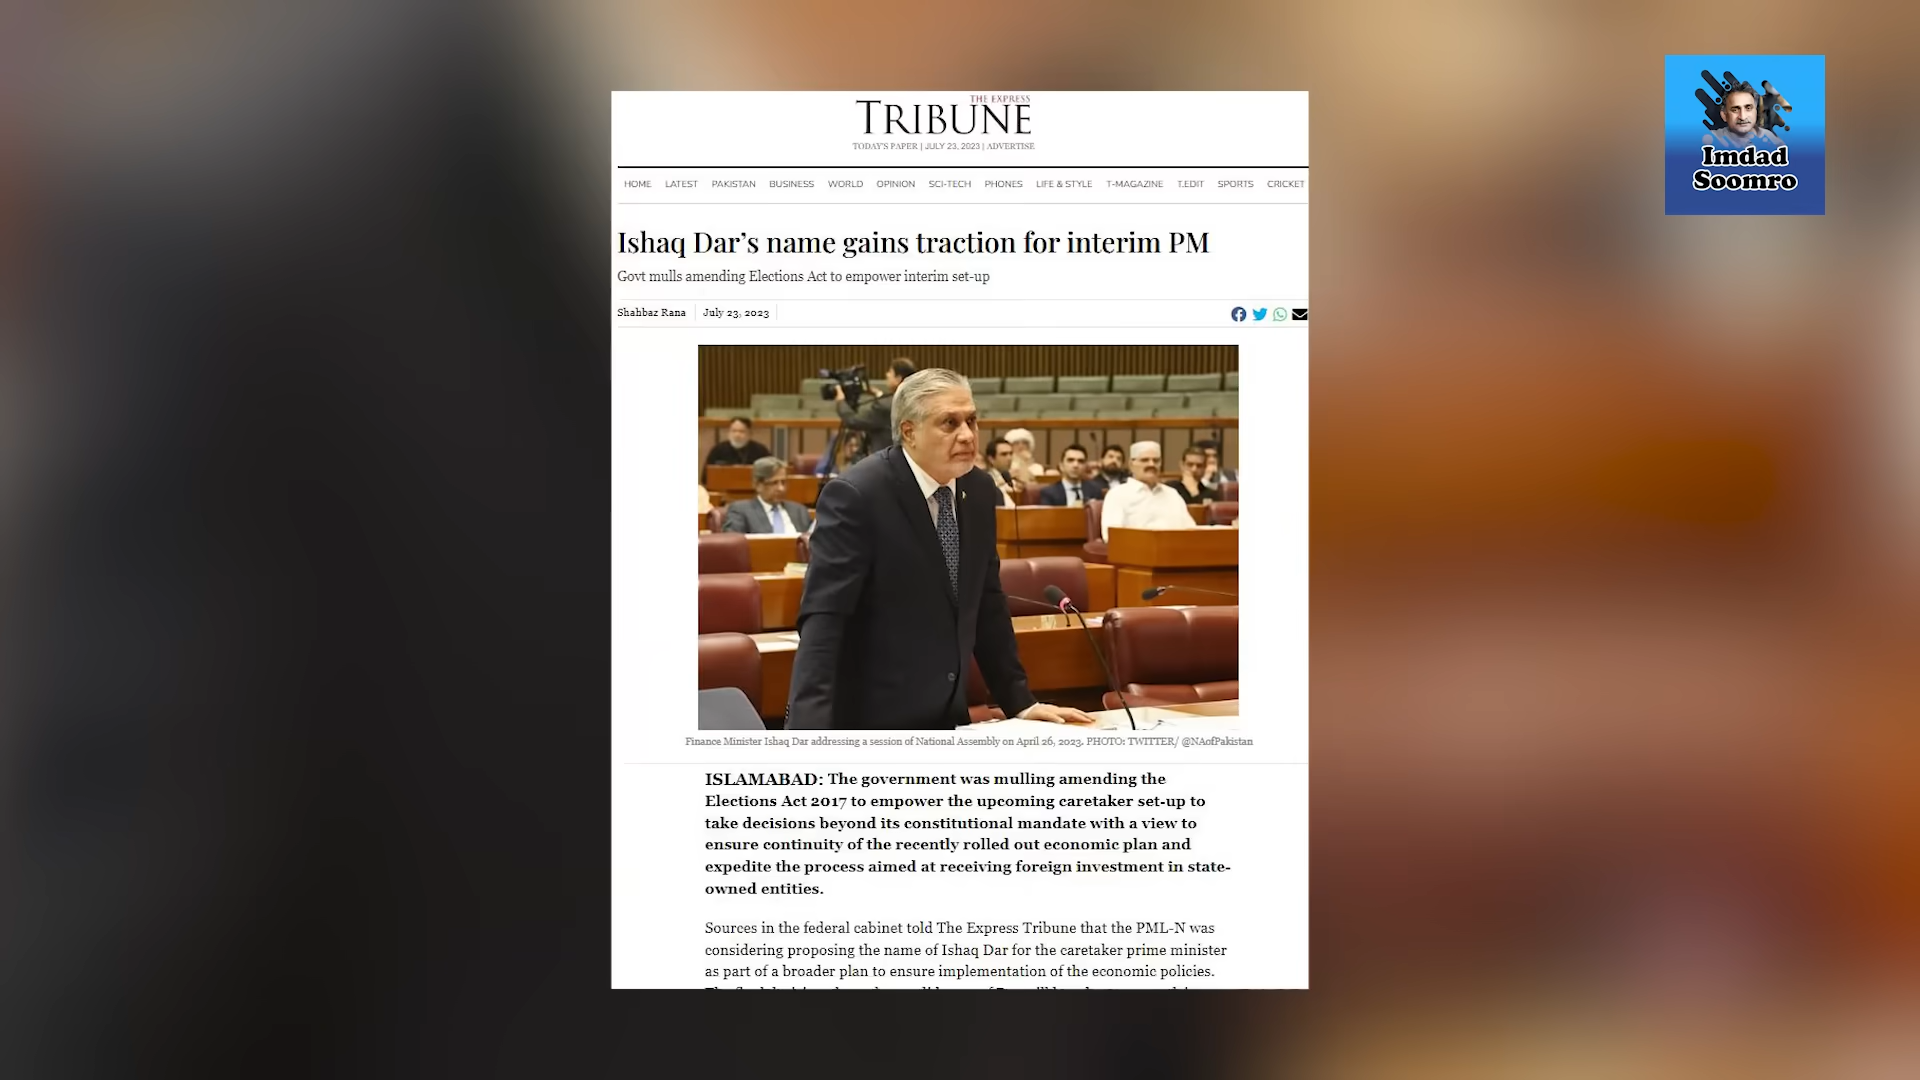 THE EXPRESS
TRIBUNE
TODAY'S PAPER | JULY 23, 2023 | ADVERTISE
HOME LATEST PAKISTAN BUSINESS WORLD OPINION SCI-TECH PHONES LIFE & STYLE T-MAGAZINE T.EDIT SPORTS CRICKET
Ishaq Dar's name gains traction for interim PM
Govt mulls amending Elections Act to empower interim set-up
Shahbaz Rana July 23, 2023
Finance Minister Ishaq Dar addressing a session of National Assembly on April 26, 2023. PHOTO: TWITTER/ @NAofPakistan
ISLAMABAD: The government was mulling amending the
Elections Act 2017 to empower the upcoming caretaker set-up to
take decisions beyond its constitutional mandate with a view to
ensure continuity of the recently rolled out economic plan and
expedite the process aimed at receiving foreign investment in state-
owned entities.
Sources in the federal cabinet told The Express Tribune that the PML-N was
considering proposing the name of Ishaq Dar for the caretaker prime minister
as part of a broader plan to ensure implementation of the economic policies.
Imdad
Soomro